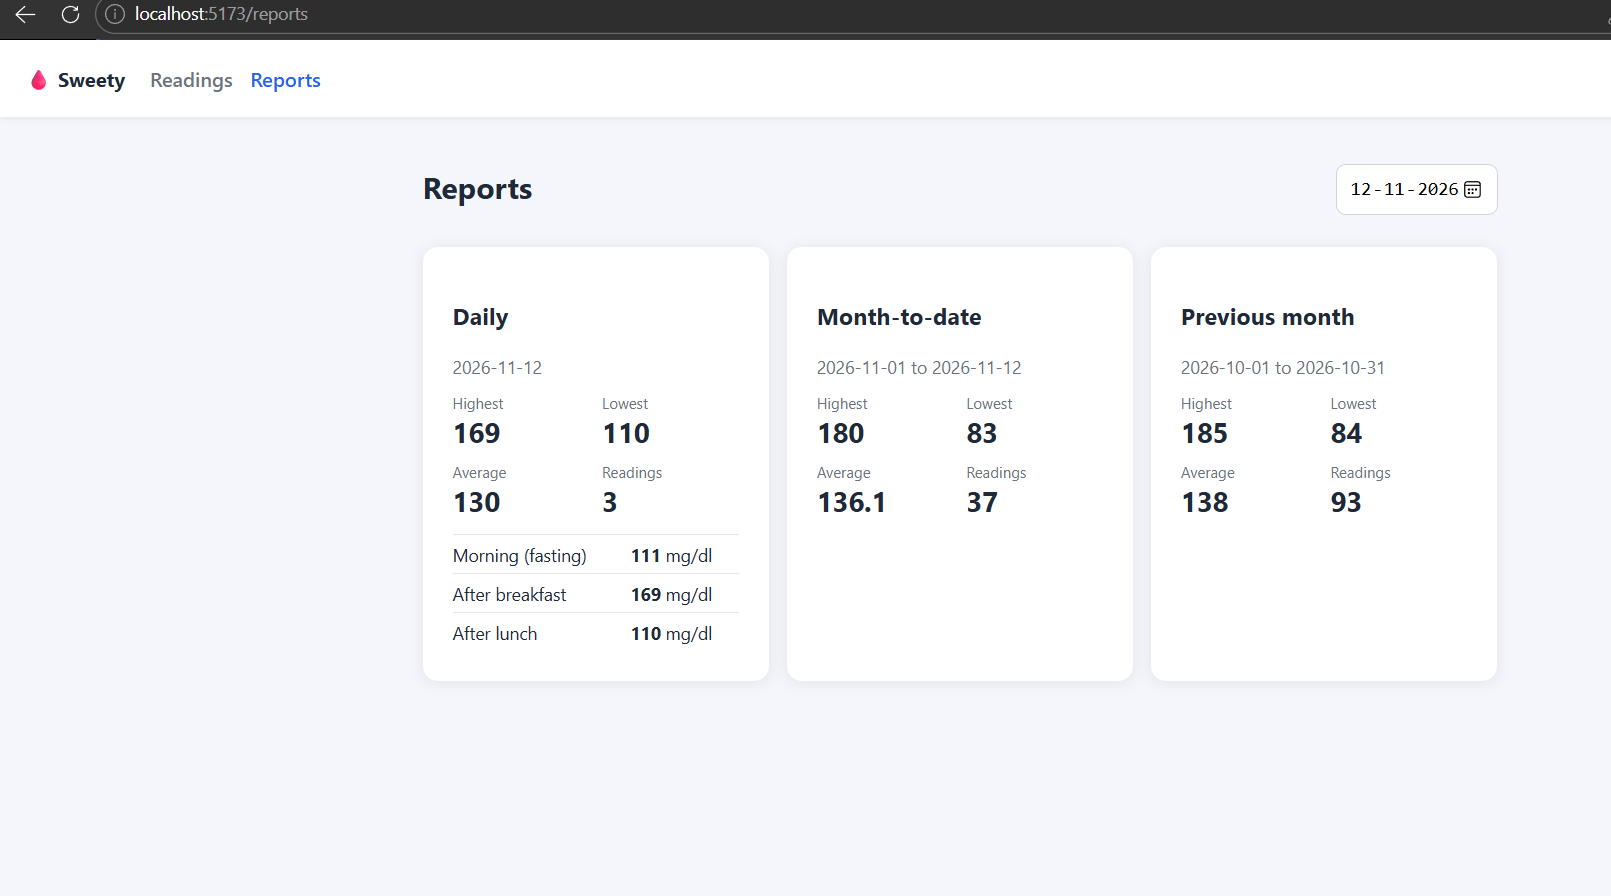 localhost:5173/reports
Sweety Readings Reports
Reports 12-11-2026
Daily
2026-11-12
Highest Lowest
169 110
Average Readings
130 3
Morning (fasting) 111 mg/dl
After breakfast 169 mg/dl
After lunch 110 mg/dl
Month-to-date
2026-11-01 to 2026-11-12
Highest Lowest
180 83
Average Readings
136.1 37
Previous month
2026-10-01 to 2026-10-31
Highest Lowest
185 84
Average Readings
138 93